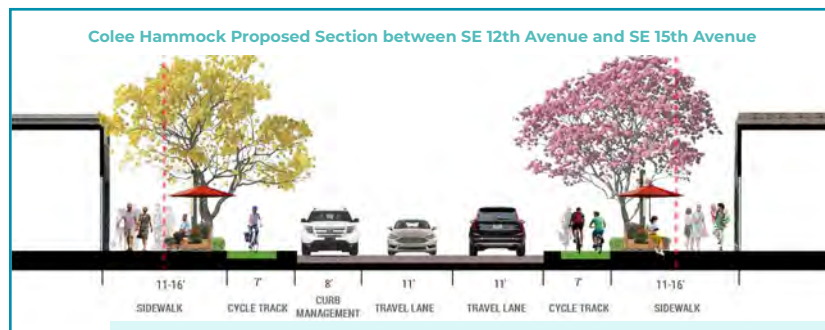 Colee Hammock Proposed Section between SE 12th Avenue and SE 15th Avenue
11-16' 7' 8' 11' 11' 7' 11-16'
SIDEWALK CYCLE TRACK CURB MANAGEMENT TRAVEL LANE TRAVEL LANE CYCLE TRACK SIDEWALK